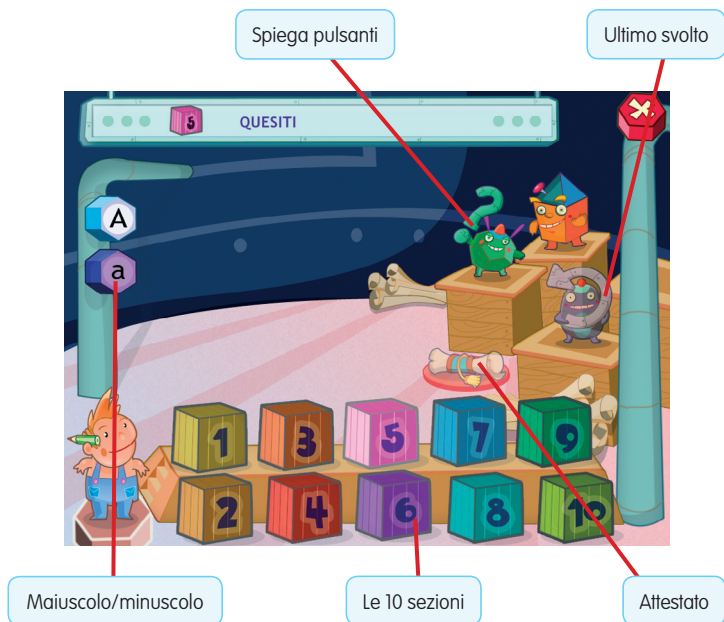 Spiega pulsanti
Ultimo svolto
5 QUESITI
A
a
1 3 5 7 9
2 4 6 8 10
Maiuscolo/minuscolo
Le 10 sezioni
Attestato